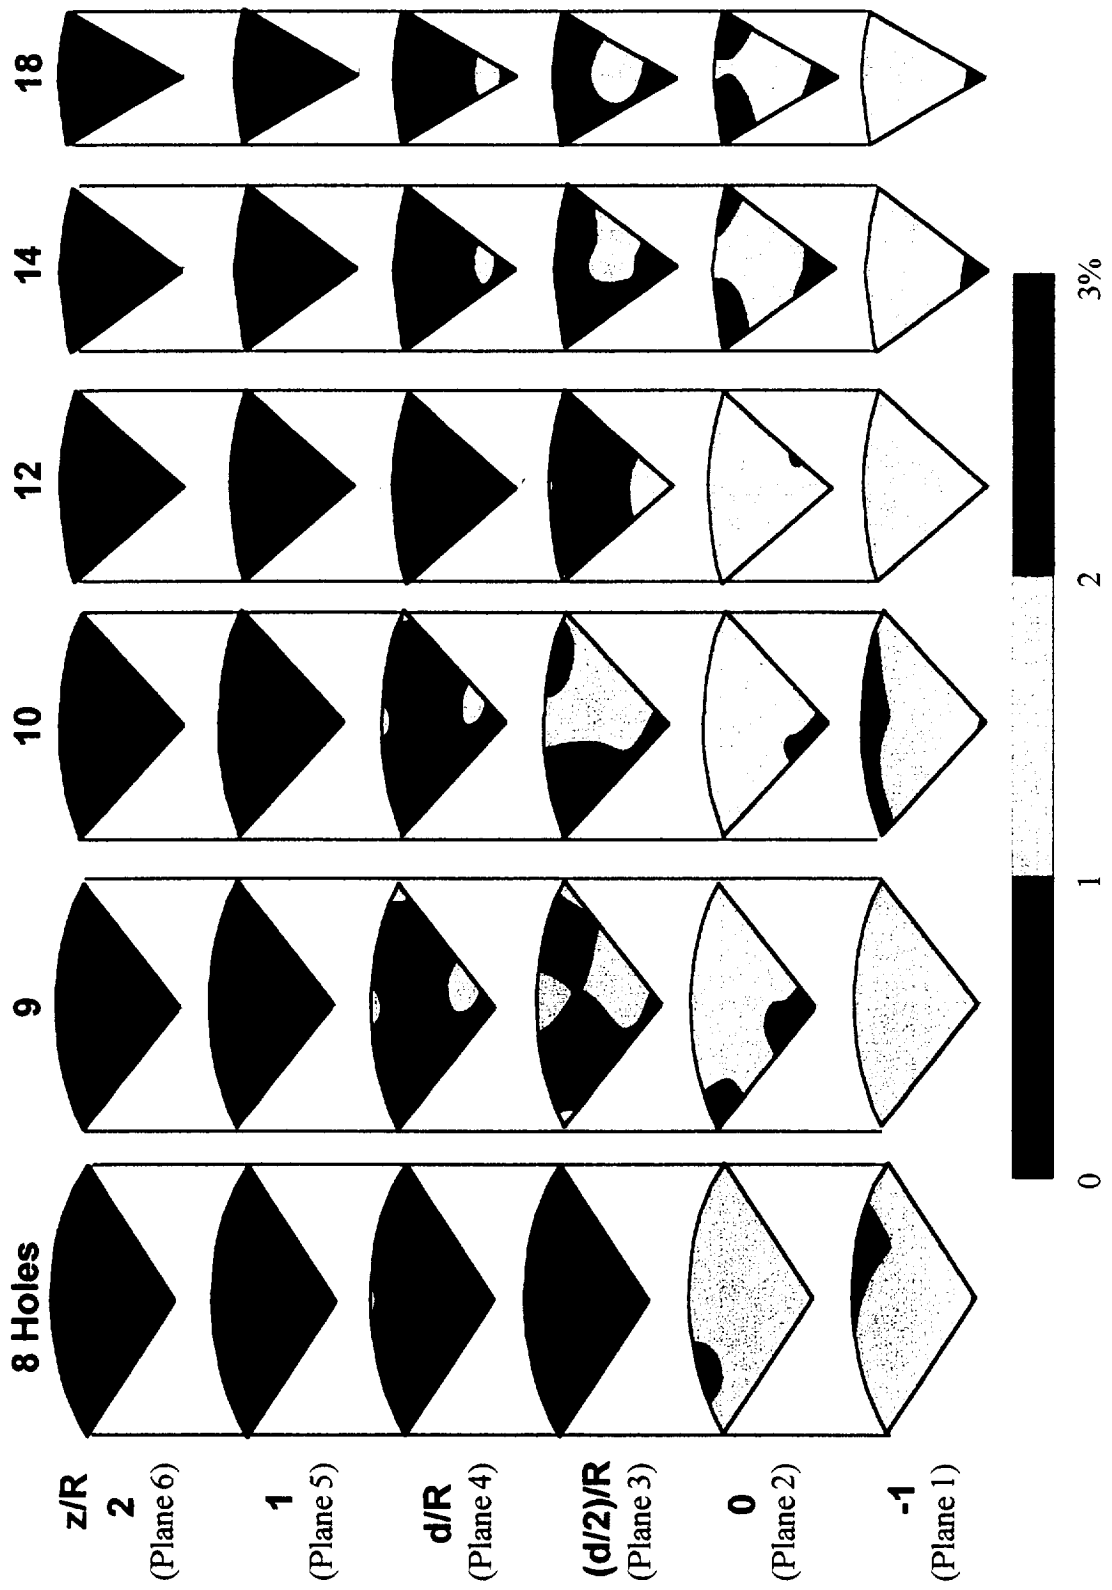 8 Holes 9 10 12 14 18
z/R
2
(Plane 6)
1
(Plane 5)
d/R
(Plane 4)
(d/2)/R
(Plane 3)
0
(Plane 2)
-1
(Plane 1)
0 1 2 3%